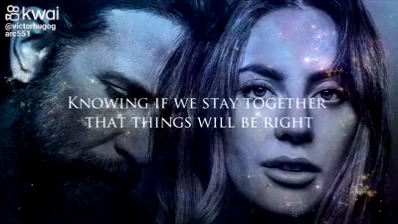 kwai
@victorhugog
arc551
KNOWING IF WE STAY TOGETHER
THAT THINGS WILL BE RIGHT